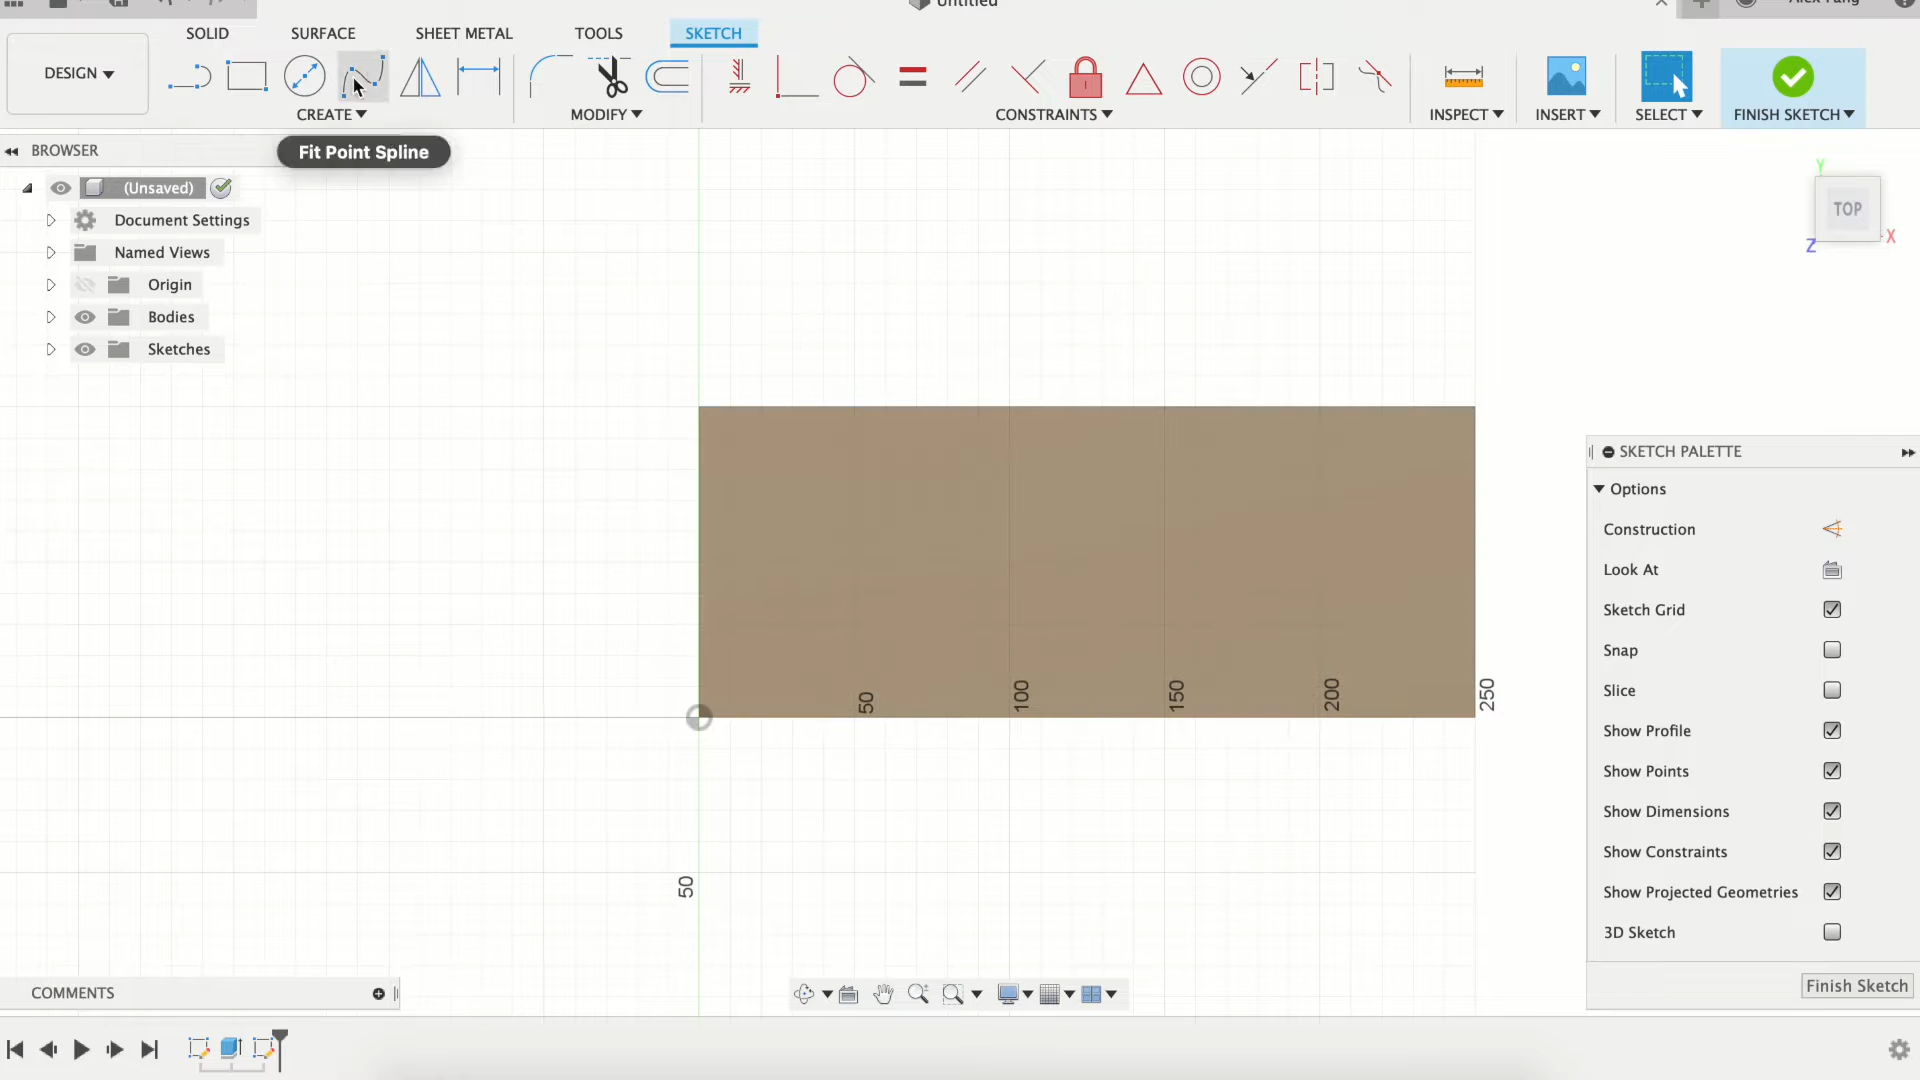 Untitled
Alex Fang
SOLID
SURFACE
SHEET METAL
TOOLS
SKETCH
DESIGN
CREATE
MODIFY
CONSTRAINTS
INSPECT
INSERT
SELECT
FINISH SKETCH
BROWSER
Fit Point Spline
(Unsaved)
Document Settings
Named Views
Origin
Bodies
Sketches
TOP
Y
X
Z
SKETCH PALETTE
Options
Construction
Look At
Sketch Grid
Snap
Slice
Show Profile
Show Points
Show Dimensions
Show Constraints
Show Projected Geometries
3D Sketch
Finish Sketch
50
100
150
200
250
50
COMMENTS